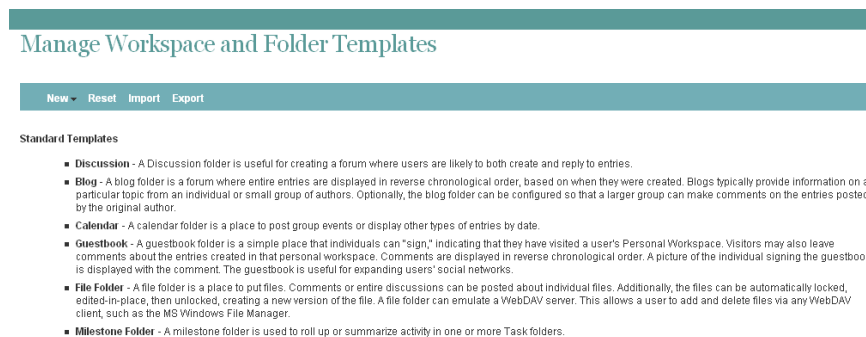 Manage Workspace and Folder Templates
New Reset Import Export
Standard Templates
Discussion - A Discussion folder is useful for creating a forum where users are likely to both create and reply to entries.
Blog - A blog folder is a forum where entire entries are displayed in reverse chronological order, based on when they were created. Blogs typically provide information on a
particular topic from an individual or small group of authors. Optionally, the blog folder can be configured so that a larger group can make comments on the entries posted
by the original author.
Calendar - A calendar folder is a place to post group events or display other types of entries by date.
Guestbook - A guestbook folder is a simple place that individuals can "sign," indicating that they have visited a user's Personal Workspace. Visitors may also leave
comments about the entries created in that personal workspace. Comments are displayed in reverse chronological order. A picture of the individual signing the guestboo
is displayed with the comment. The guestbook is useful for expanding users' social networks.
File Folder - A file folder is a place to put files. Comments or entire discussions can be posted about individual files. Additionally, the files can be automatically locked,
edited-in-place, then unlocked, creating a new version of the file. A file folder can emulate a WebDAV server. This allows a user to add and delete files via any WebDAV
client, such as the MS Windows File Manager.
Milestone Folder - A milestone folder is used to roll up or summarize activity in one or more Task folders.